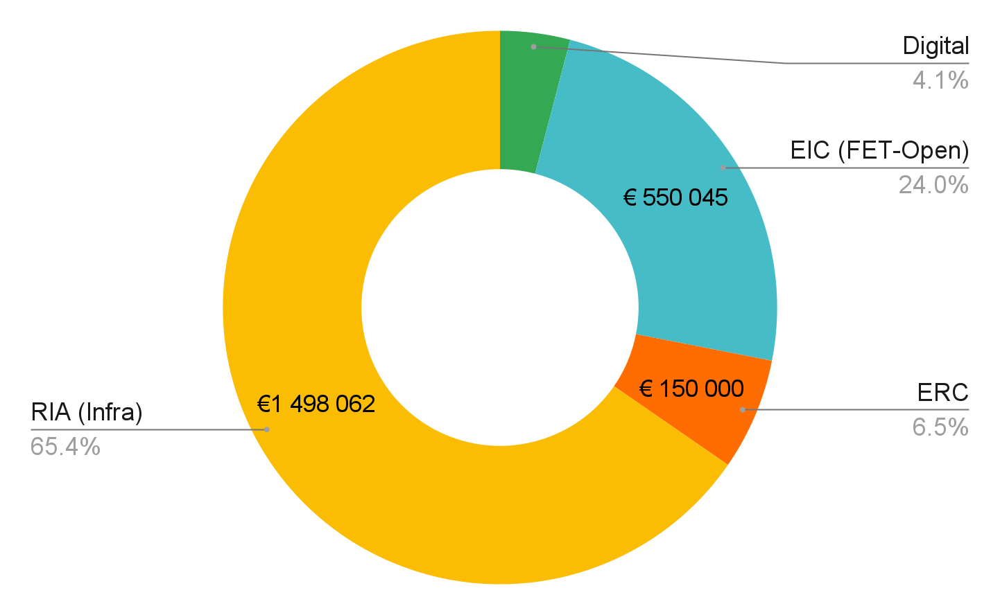 Digital
4.1%
EIC (FET-Open)
24.0%
€ 550 045
€ 150 000
ERC
6.5%
€1 498 062
RIA (Infra)
65.4%